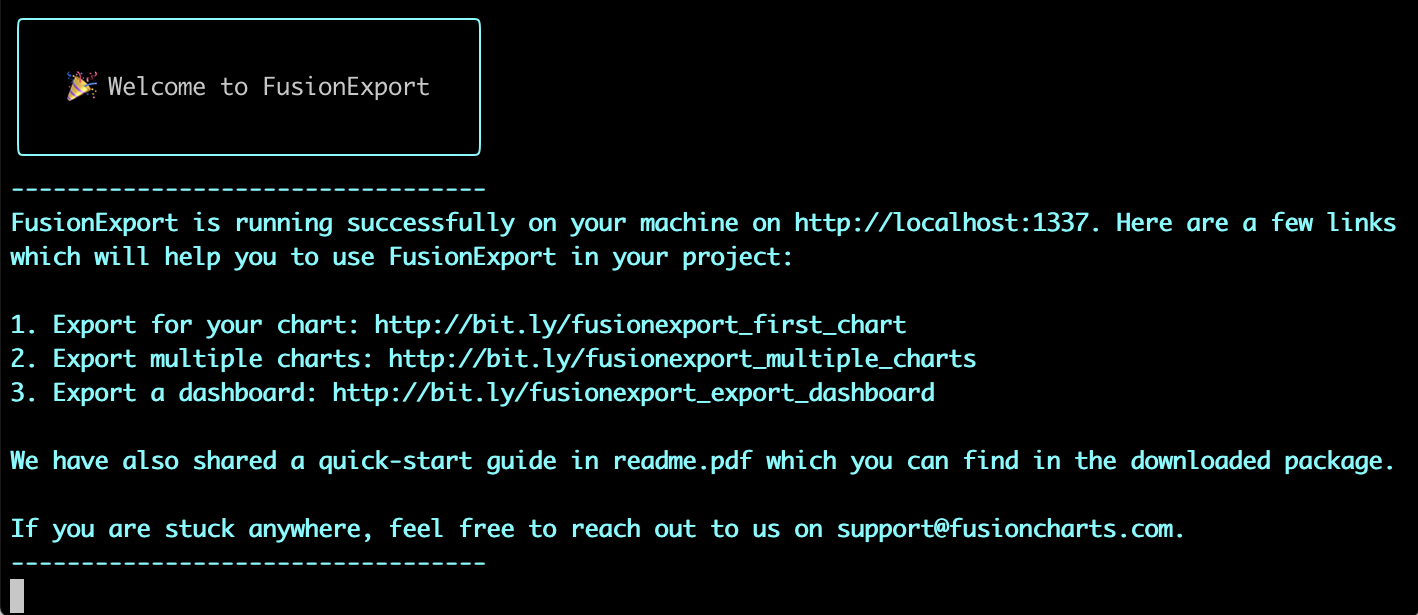 🎉 Welcome to FusionExport
----------------------------------
FusionExport is running successfully on your machine on http://localhost:1337. Here are a few links
which will help you to use FusionExport in your project:
1. Export for your chart: http://bit.ly/fusionexport_first_chart
2. Export multiple charts: http://bit.ly/fusionexport_multiple_charts
3. Export a dashboard: http://bit.ly/fusionexport_export_dashboard
We have also shared a quick-start guide in readme.pdf which you can find in the downloaded package.
If you are stuck anywhere, feel free to reach out to us on support@fusioncharts.com.
----------------------------------